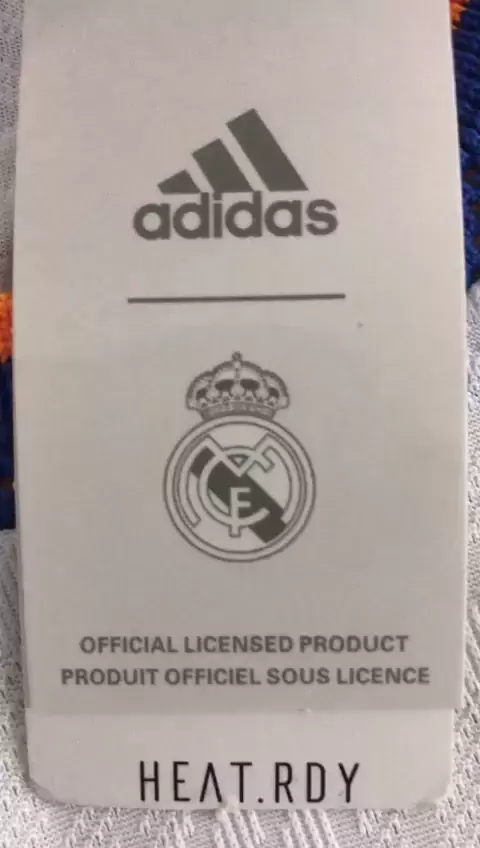 adidas
OFFICIAL LICENSED PRODUCT
PRODUIT OFFICIEL SOUS LICENCE
HEAT.RDY